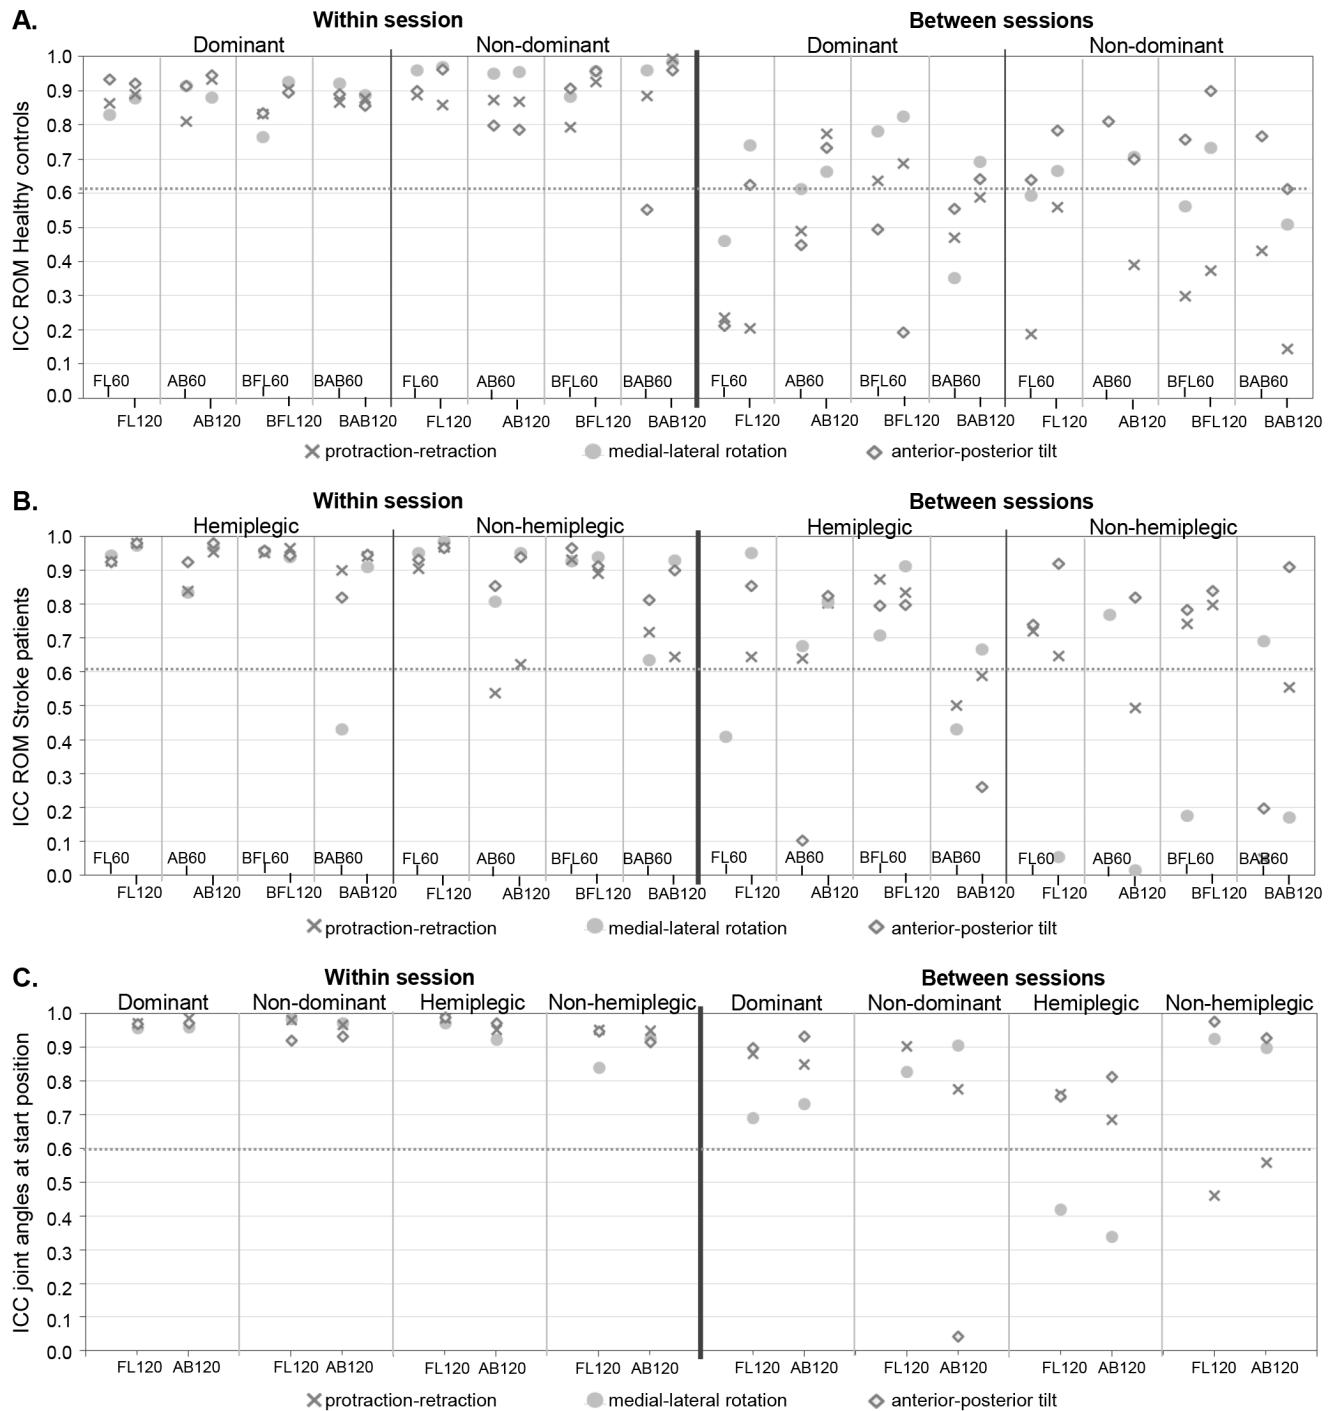 A.
Within session
Between sessions
Dominant
Non-dominant
Dominant
Non-dominant
ICC ROM Healthy controls
1.0
0.9
0.8
0.7
0.6
0.5
0.4
0.3
0.2
0.1
0.0
FL60 AB60 BFL60 BAB60 FL60 AB60 BFL60 BAB60 FL60 AB60 BFL60 BAB60 FL60 AB60 BFL60 BAB60
FL120 AB120 BFL120 BAB120 FL120 AB120 BFL120 BAB120 FL120 AB120 BFL120 BAB120 FL120 AB120 BFL120 BAB120
protraction-retraction medial-lateral rotation anterior-posterior tilt
B.
Within session
Between sessions
Hemiplegic
Non-hemiplegic
Hemiplegic
Non-hemiplegic
ICC ROM Stroke patients
1.0
0.9
0.8
0.7
0.6
0.5
0.4
0.3
0.2
0.1
0.0
FL60 AB60 BFL60 BAB60 FL60 AB60 BFL60 BAB60 FL60 AB60 BFL60 BAB60 FL60 AB60 BFL60 BAB60
FL120 AB120 BFL120 BAB120 FL120 AB120 BFL120 BAB120 FL120 AB120 BFL120 BAB120 FL120 AB120 BFL120 BAB120
protraction-retraction medial-lateral rotation anterior-posterior tilt
C.
Within session
Between sessions
Dominant
Non-dominant
Hemiplegic
Non-hemiplegic
Dominant
Non-dominant
Hemiplegic
Non-hemiplegic
ICC joint angles at start position
1.0
0.9
0.8
0.7
0.6
0.5
0.4
0.3
0.2
0.1
0.0
FL120 AB120 FL120 AB120 FL120 AB120 FL120 AB120 FL120 AB120 FL120 AB120 FL120 AB120 FL120 AB120
protraction-retraction medial-lateral rotation anterior-posterior tilt